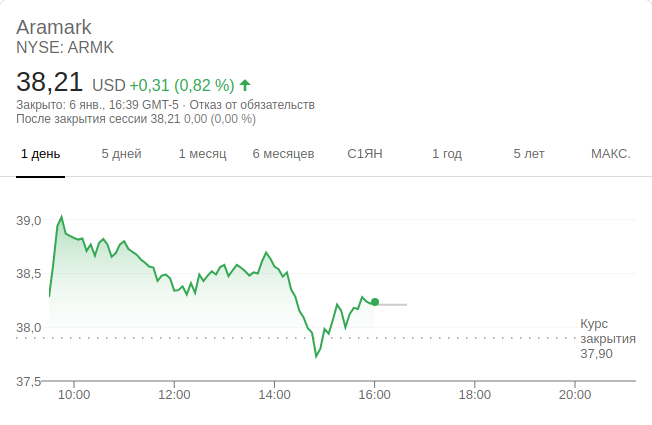 Aramark
NYSE: ARMK
38,21 USD +0,31 (0,82 %)
Закрыто: 6 янв., 16:39 GMT-5 · Отказ от обязательств
После закрытия сессии 38,21 0,00 (0,00 %)
1 день 5 дней 1 месяц 6 месяцев С1ЯН 1 год 5 лет МАКС.
39,0
38,5
38,0
Курс
закрытия
37,90
37,5
10:00 12:00 14:00 16:00 18:00 20:00